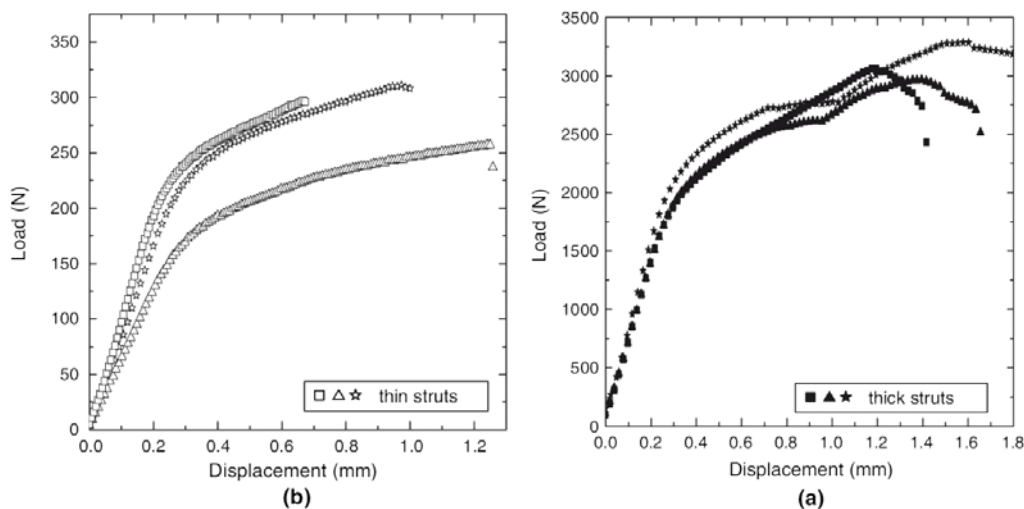 350
300
250
200
150
100
50
0
Load (N)
0.0 0.2 0.4 0.6 0.8 1.0 1.2
Displacement (mm)
thin struts
(b)
3500
3000
2500
2000
1500
1000
500
0
Load (N)
0.0 0.2 0.4 0.6 0.8 1.0 1.2 1.4 1.6 1.8
Displacement (mm)
thick struts
(a)